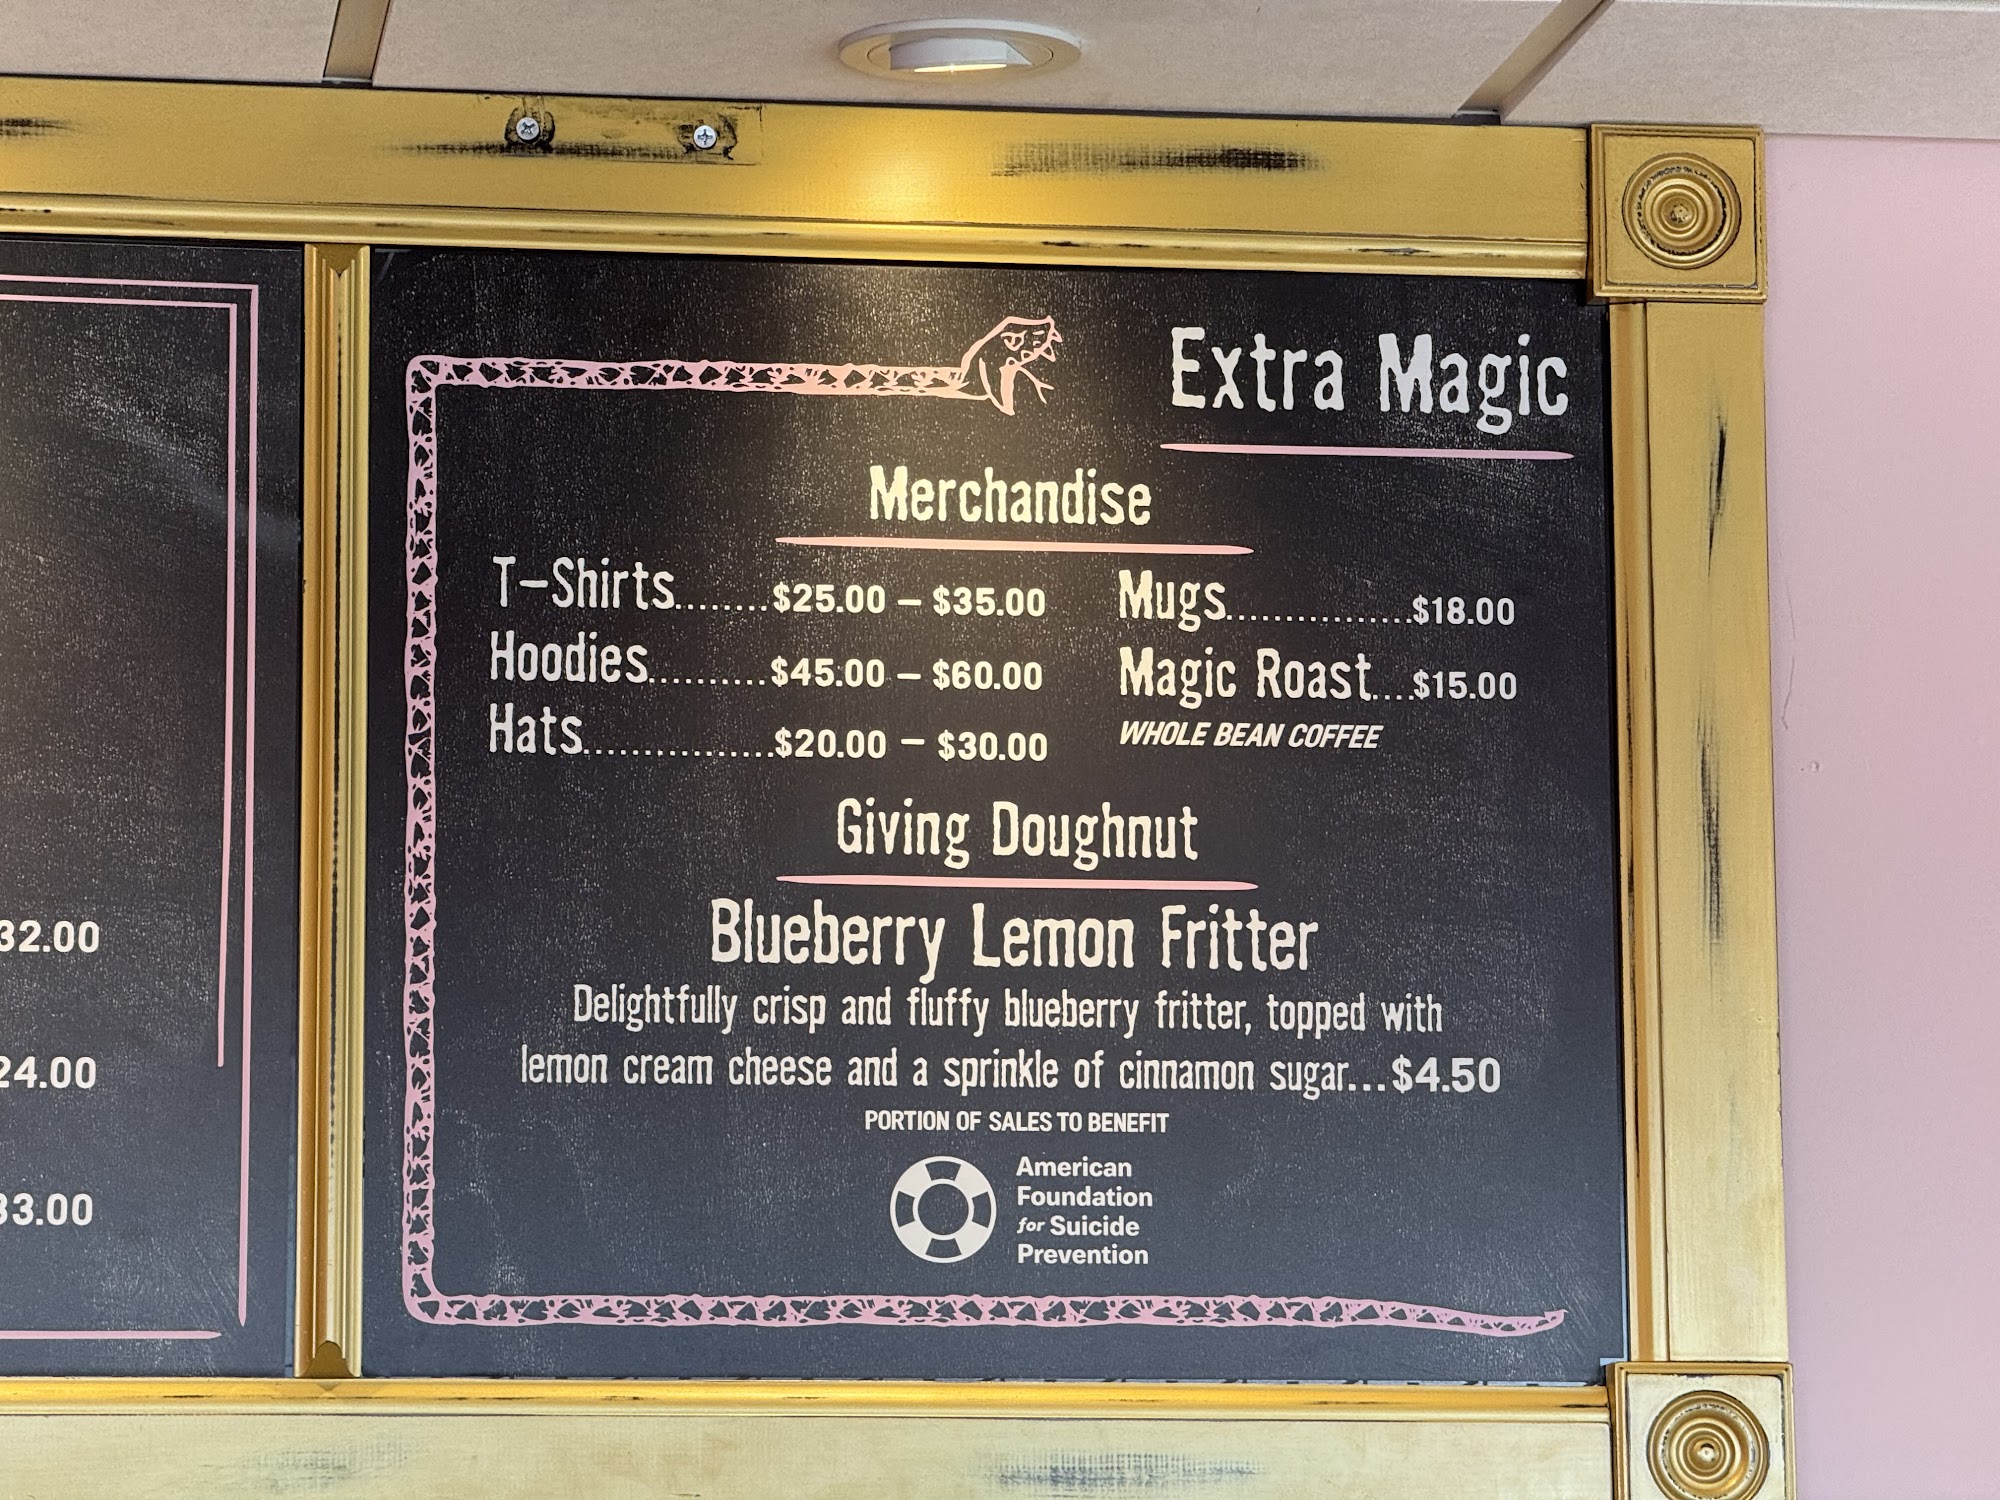 Extra Magic
Merchandise
T-Shirts........$25.00 – $35.00
Hoodies..........$45.00 – $60.00
Hats................$20.00 – $30.00
Mugs................$18.00
Magic Roast....$15.00
WHOLE BEAN COFFEE
Giving Doughnut
Blueberry Lemon Fritter
Delightfully crisp and fluffy blueberry fritter, topped with
lemon cream cheese and a sprinkle of cinnamon sugar...$4.50
PORTION OF SALES TO BENEFIT
American
Foundation
for Suicide
Prevention
32.00
24.00
33.00